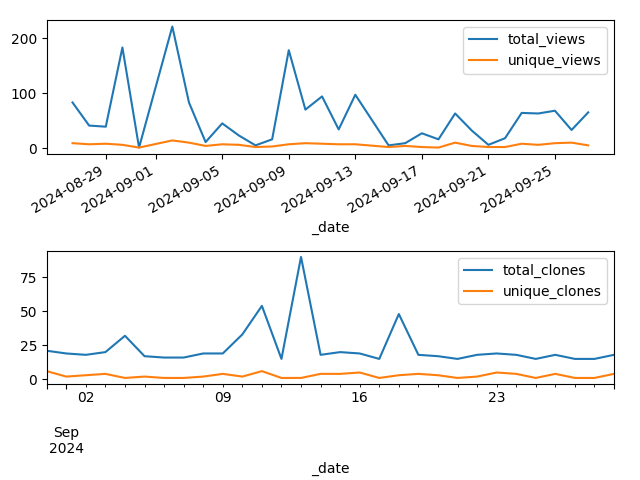 200
100
0
total_views
unique_views
2024-08-29
2024-09-01
2024-09-05
2024-09-09
2024-09-13
2024-09-17
2024-09-21
2024-09-25
_date
75
50
25
0
total_clones
unique_clones
02
09
16
23
Sep
2024
_date